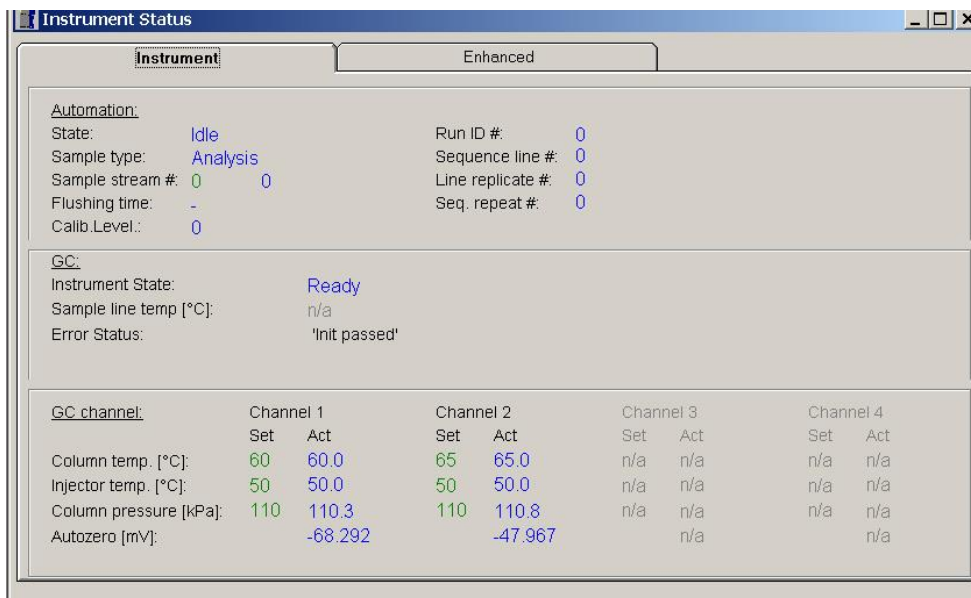 Instrument Status
Instrument Enhanced
Automation:
State: Idle Run ID #: 0
Sample type: Analysis Sequence line #: 0
Sample stream #: 0 0 Line replicate #: 0
Flushing time: - Seq. repeat #: 0
Calib.Level.: 0
GC:
Instrument State: Ready
Sample line temp [°C]: n/a
Error Status: 'Init passed'
GC channel: Channel 1 Channel 2 Channel 3 Channel 4
Set Act Set Act Set Act Set Act
Column temp. [°C]: 60 60.0 65 65.0 n/a n/a n/a n/a
Injector temp. [°C]: 50 50.0 50 50.0 n/a n/a n/a n/a
Column pressure [kPa]: 110 110.3 110 110.8 n/a n/a n/a n/a
Autozero [mV]: -68.292 -47.967 n/a n/a